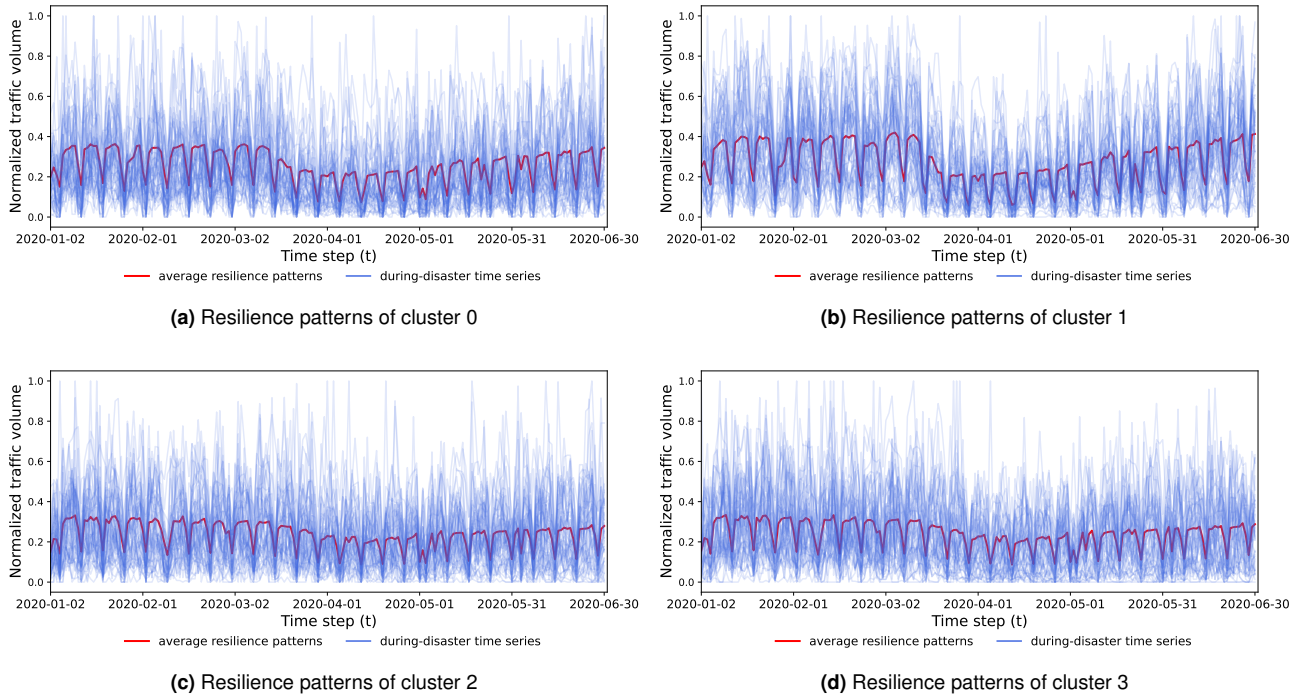 Normalized traffic volume
1.0
0.8
0.6
0.4
0.2
0.0
2020-01-02 2020-02-01 2020-03-02 2020-04-01 2020-05-01 2020-05-31 2020-06-30
Time step (t)
average resilience patterns during-disaster time series
(a) Resilience patterns of cluster 0
Normalized traffic volume
1.0
0.8
0.6
0.4
0.2
0.0
2020-01-02 2020-02-01 2020-03-02 2020-04-01 2020-05-01 2020-05-31 2020-06-30
Time step (t)
average resilience patterns during-disaster time series
(b) Resilience patterns of cluster 1
Normalized traffic volume
1.0
0.8
0.6
0.4
0.2
0.0
2020-01-02 2020-02-01 2020-03-02 2020-04-01 2020-05-01 2020-05-31 2020-06-30
Time step (t)
average resilience patterns during-disaster time series
(c) Resilience patterns of cluster 2
Normalized traffic volume
1.0
0.8
0.6
0.4
0.2
0.0
2020-01-02 2020-02-01 2020-03-02 2020-04-01 2020-05-01 2020-05-31 2020-06-30
Time step (t)
average resilience patterns during-disaster time series
(d) Resilience patterns of cluster 3